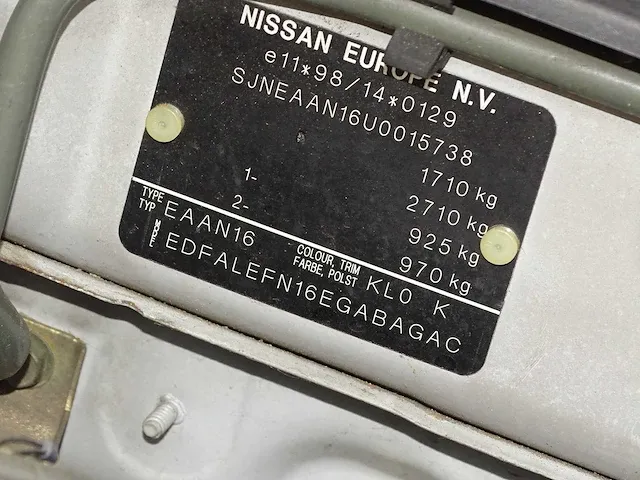 NISSAN EUROPE N.V.
e11*98/14*0129
SJNEAAN16U0015738
1710 kg
2710 kg
1- 925 kg
2- 970 kg
TYPE
TYP EAAN16
COLOUR, TRIM
FARBE, POLST KL0 K
EDFALEFN16EGABAGAC